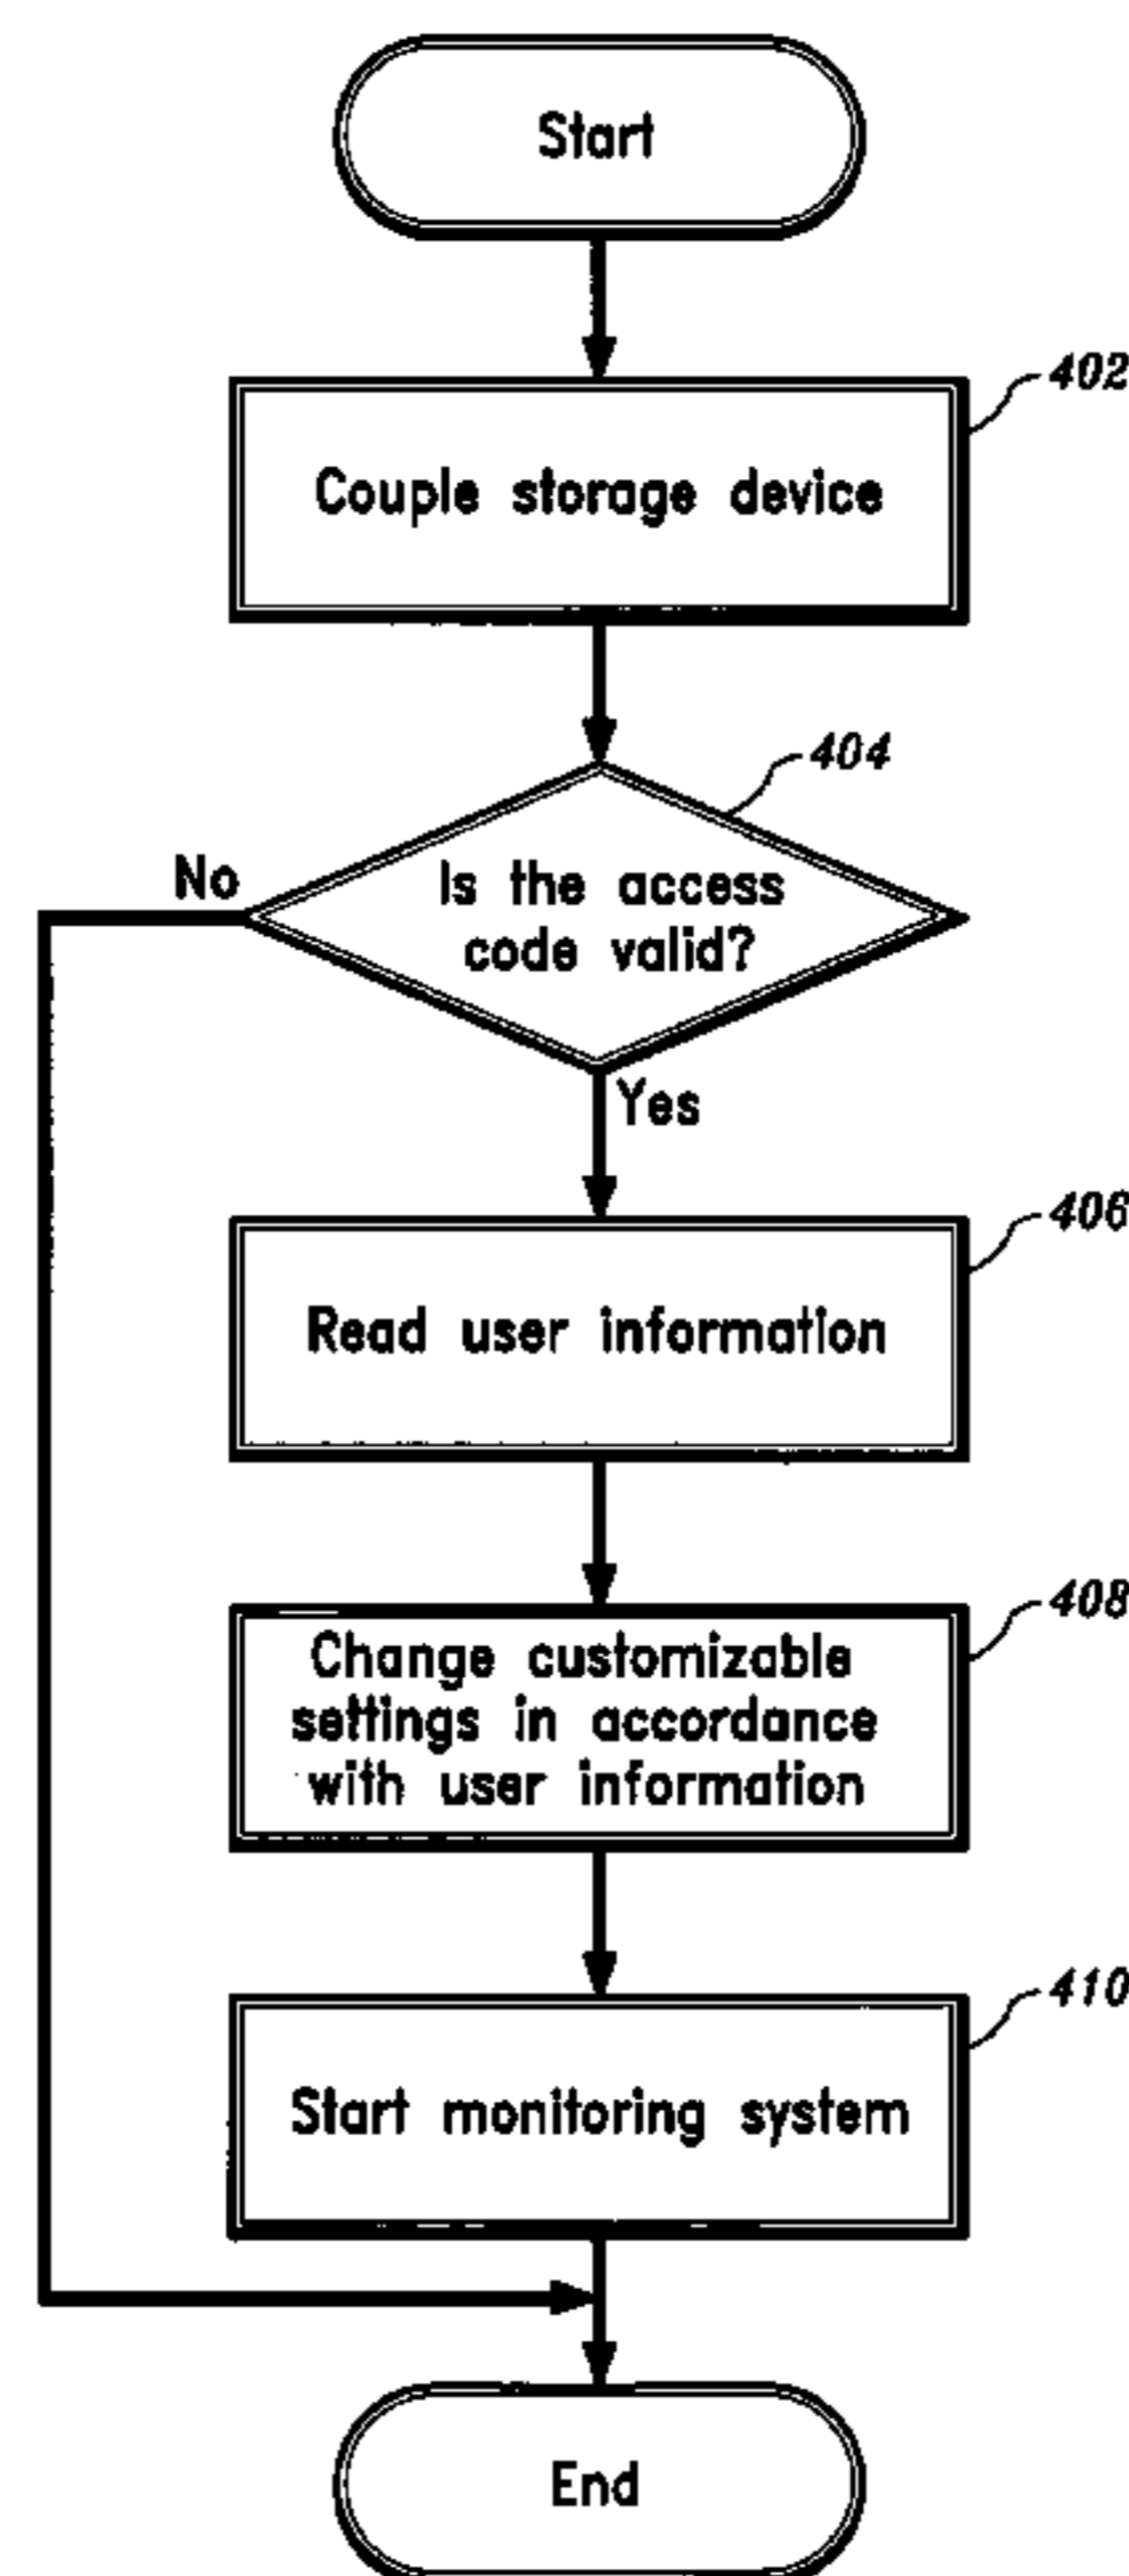 Start
402
Couple storage device
404
No
Is the access
code valid?
Yes
406
Read user information
408
Change customizable
settings in accordance
with user information
410
Start monitoring system
End